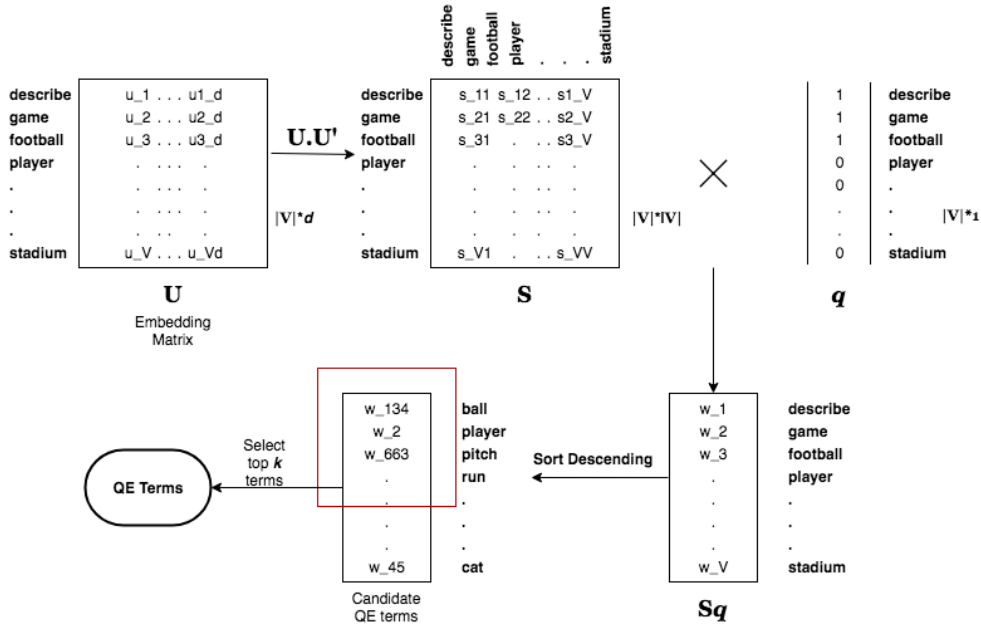 describe
game
football
player
.
.
.
stadium
describe u_1 . . . u1_d
game u_2 . . . u2_d
football u_3 . . . u3_d
player . . . . .
. . . . . .
. . . . . .
. . . . . .
stadium u_V . . . u_Vd
|V|*d
U
Embedding
Matrix
U.U'
describe s_11 s_12 . . s1_V
game s_21 s_22 . . s2_V
football s_31 . . . s3_V
player . . . . .
. . . . . .
. . . . . .
. . . . . .
stadium s_V1 . . . s_VV
|V|*|V|
S
×
1 describe
1 game
1 football
0 player
0 .
. .
. .
0 stadium
|V|*1
q
w_1 describe
w_2 game
w_3 football
. player
. .
. .
. .
w_V stadium
Sq
Sort Descending
w_134 ball
w_2 player
w_663 pitch
. run
. .
. .
. .
w_45 cat
Candidate
QE terms
Select
top k
terms
QE Terms